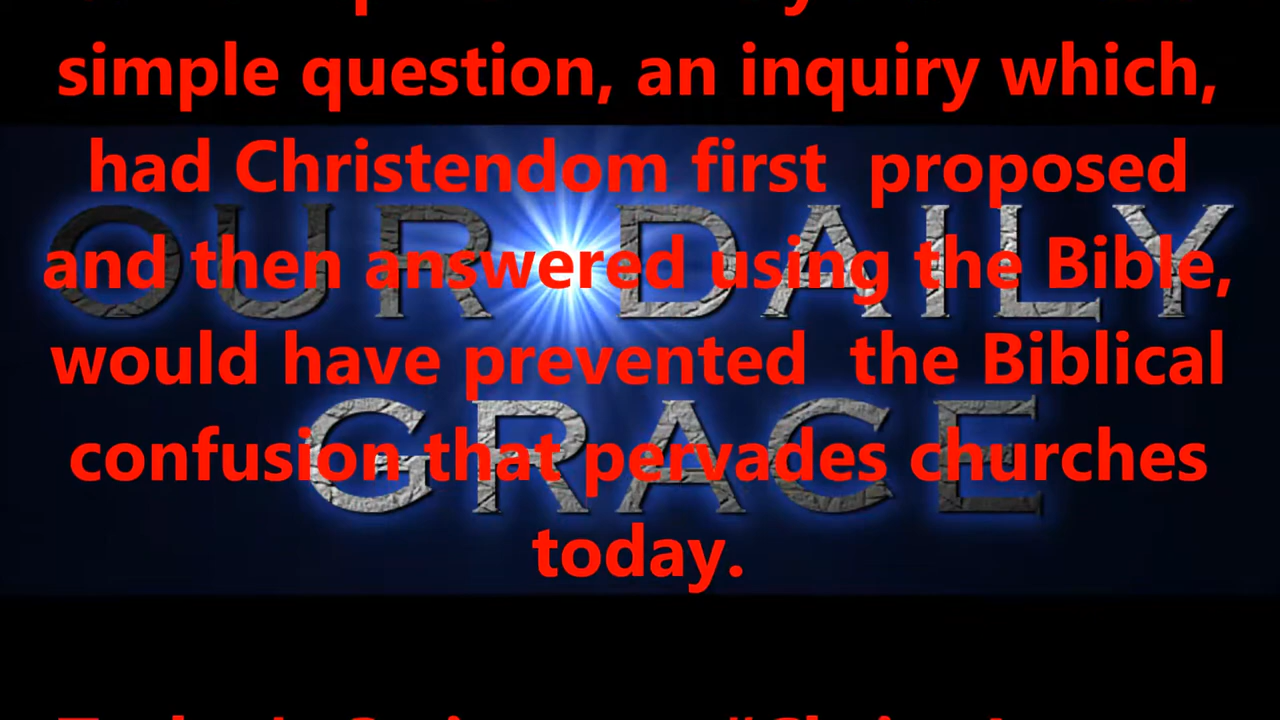 simple question, an inquiry which,
had Christendom first  proposed
and then answered using the Bible,
would have prevented  the Biblical
confusion that pervades churches
today.
OUR DAILY
GRACE